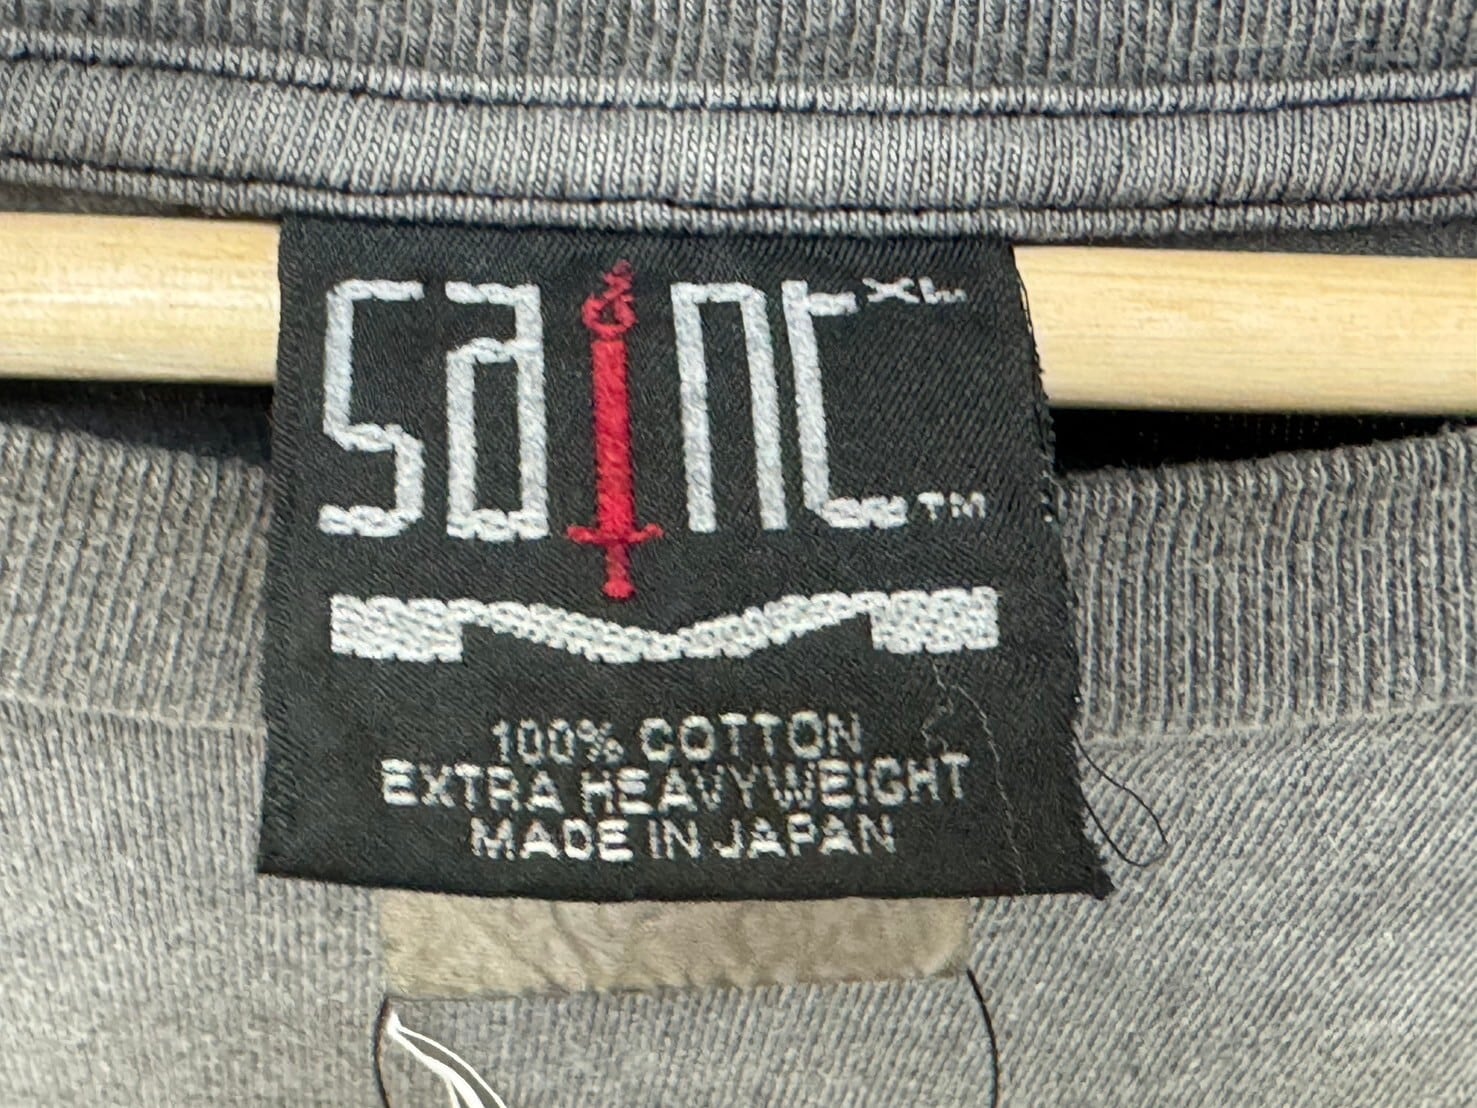 saint XL
TM
100% COTTON
EXTRA HEAVYWEIGHT
MADE IN JAPAN